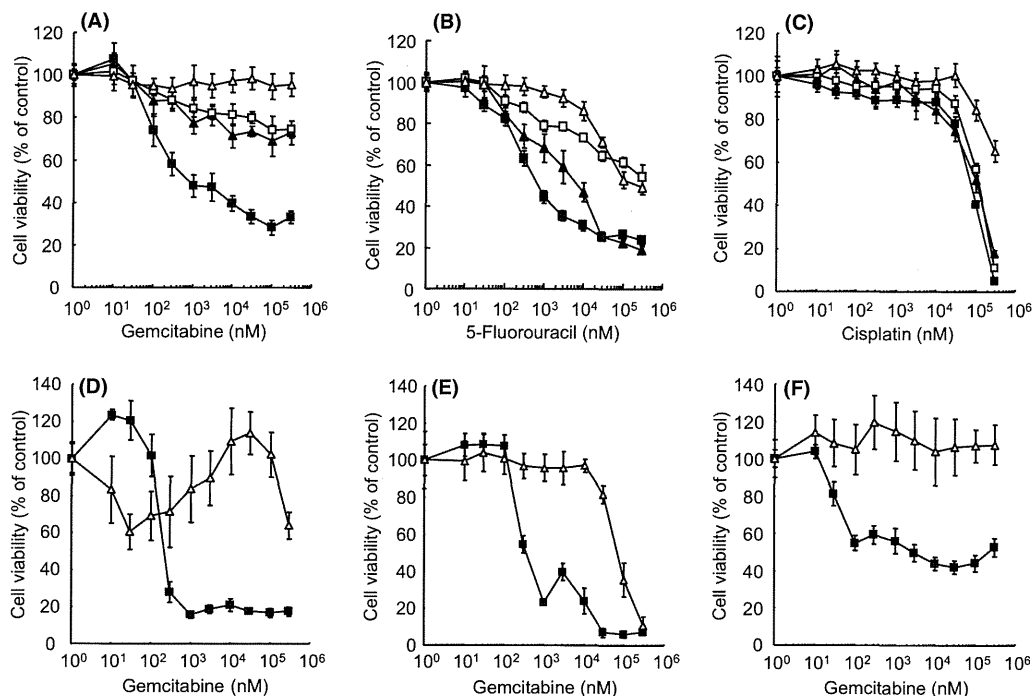 (A)
120
100
80
60
40
20
0
Cell viability (% of control)
10⁰ 10¹ 10² 10³ 10⁴ 10⁵ 10⁶
Gemcitabine (nM)
(B)
120
100
80
60
40
20
0
Cell viability (% of control)
10⁰ 10¹ 10² 10³ 10⁴ 10⁵ 10⁶
5-Fluorouracil (nM)
(C)
120
100
80
60
40
20
0
Cell viability (% of control)
10⁰ 10¹ 10² 10³ 10⁴ 10⁵ 10⁶
Cisplatin (nM)
(D)
140
120
100
80
60
40
20
0
Cell viability (% of control)
10⁰ 10¹ 10² 10³ 10⁴ 10⁵ 10⁶
Gemcitabine (nM)
(E)
140
120
100
80
60
40
20
0
Cell viability (% of control)
10⁰ 10¹ 10² 10³ 10⁴ 10⁵ 10⁶
Gemcitabine (nM)
(F)
140
120
100
80
60
40
20
0
Cell viability (% of control)
10⁰ 10¹ 10² 10³ 10⁴ 10⁵ 10⁶
Gemcitabine (nM)